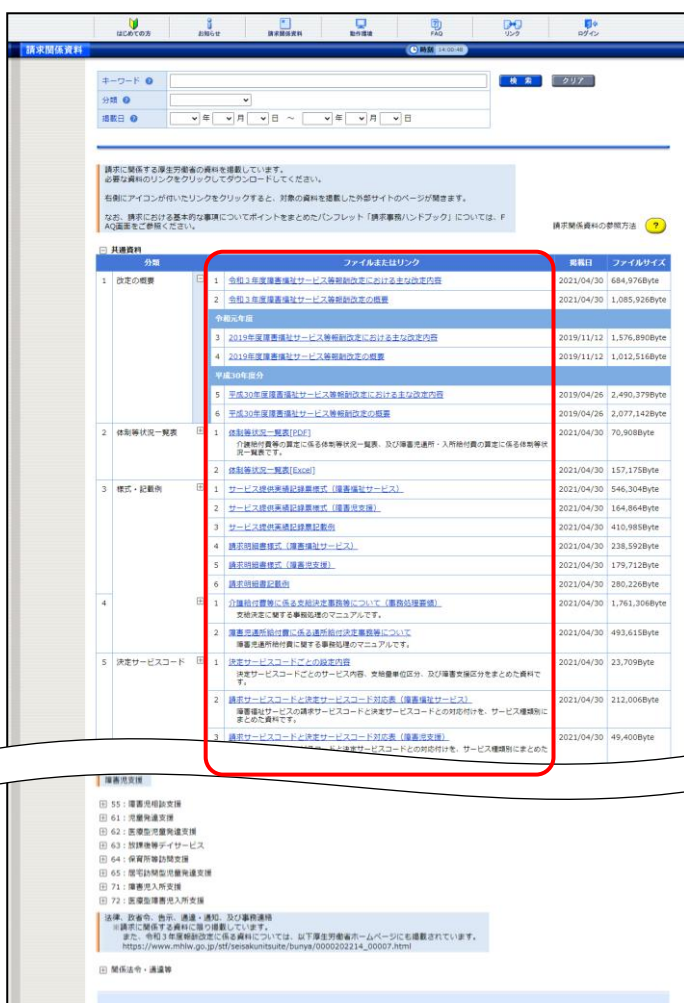 はじめての方
お知らせ
請求関係資料
動作環境
FAQ
リンク
ログイン
請求関係資料
時刻 14:00:48
キーワード
検 索
クリア
分類
掲載日 年 月 日 ～ 年 月 日
請求に関係する厚生労働省の資料を掲載しています。
必要な資料のリンクをクリックしてダウンロードしてください。
右側にアイコンが付いたリンクをクリックすると、対象の資料を掲載した外部サイトのページが開きます。
なお、請求における基本的な事項についてポイントをまとめたパンフレット「請求事務ハンドブック」については、F
AQ画面をご参照ください。
請求関係資料の参照方法 ?
共通資料
分類 ファイルまたはリンク 掲載日 ファイルサイズ
1 改定の概要 1 令和３年度障害福祉サービス等報酬改定における主な改定内容 2021/04/30 684,976Byte
2 令和３年度障害福祉サービス等報酬改定の概要 2021/04/30 1,085,926Byte
令和元年度
3 2019年度障害福祉サービス等報酬改定における主な改定内容 2019/11/12 1,576,890Byte
4 2019年度障害福祉サービス等報酬改定の概要 2019/11/12 1,012,516Byte
平成30年度分
5 平成30年度障害福祉サービス等報酬改定における主な改定内容 2019/04/26 2,490,379Byte
6 平成30年度障害福祉サービス等報酬改定の概要 2019/04/26 2,077,142Byte
2 体制等状況一覧表 1 体制等状況一覧表[PDF] 2021/04/30 70,908Byte
介護給付費等の算定に係る体制等状況一覧表、及び障害児通所・入所給付費の算定に係る体制等状
況一覧表です。
2 体制等状況一覧表[Excel] 2021/04/30 157,175Byte
3 様式・記載例 1 サービス提供実績記録票様式（障害福祉サービス） 2021/04/30 546,304Byte
2 サービス提供実績記録票様式（障害児支援） 2021/04/30 164,864Byte
3 サービス提供実績記録票記載例 2021/04/30 410,985Byte
4 請求明細書様式（障害福祉サービス） 2021/04/30 238,592Byte
5 請求明細書様式（障害児支援） 2021/04/30 179,712Byte
6 請求明細書記載例 2021/04/30 280,226Byte
4 1 介護給付費等に係る支給決定事務等について（事務処理要領） 2021/04/30 1,761,306Byte
支給決定に関する事務処理のマニュアルです。
2 障害児通所給付費に係る通所給付決定事務等について 2021/04/30 493,615Byte
障害児通所給付費に関する事務処理のマニュアルです。
5 決定サービスコード 1 決定サービスコードごとの設定内容 2021/04/30 23,709Byte
決定サービスコードごとのサービス内容、支給量単位区分、及び障害支援区分をまとめた資料で
す。
2 請求サービスコードと決定サービスコード対応表（障害福祉サービス） 2021/04/30 212,006Byte
障害福祉サービスの請求サービスコードと決定サービスコードとの対応付けを、サービス種類別に
まとめた資料です。
3 請求サービスコードと決定サービスコード対応表（障害児支援） 2021/04/30 49,400Byte
ードと決定サービスコードとの対応付けを、サービス種類別にまとめた
障害児支援
55：障害児相談支援
61：児童発達支援
62：医療型児童発達支援
63：放課後等デイサービス
64：保育所等訪問支援
65：居宅訪問型児童発達支援
71：障害児入所支援
72：医療型障害児入所支援
法律、政省令、告示、通達・通知、及び事務連絡
※請求に関係する資料に限り掲載しています。
また、令和３年度報酬改定に係る資料については、以下厚生労働省ホームページにも掲載されています。
https://www.mhlw.go.jp/stf/seisakunitsuite/bunya/0000202214_00007.html
関係法令・通達等